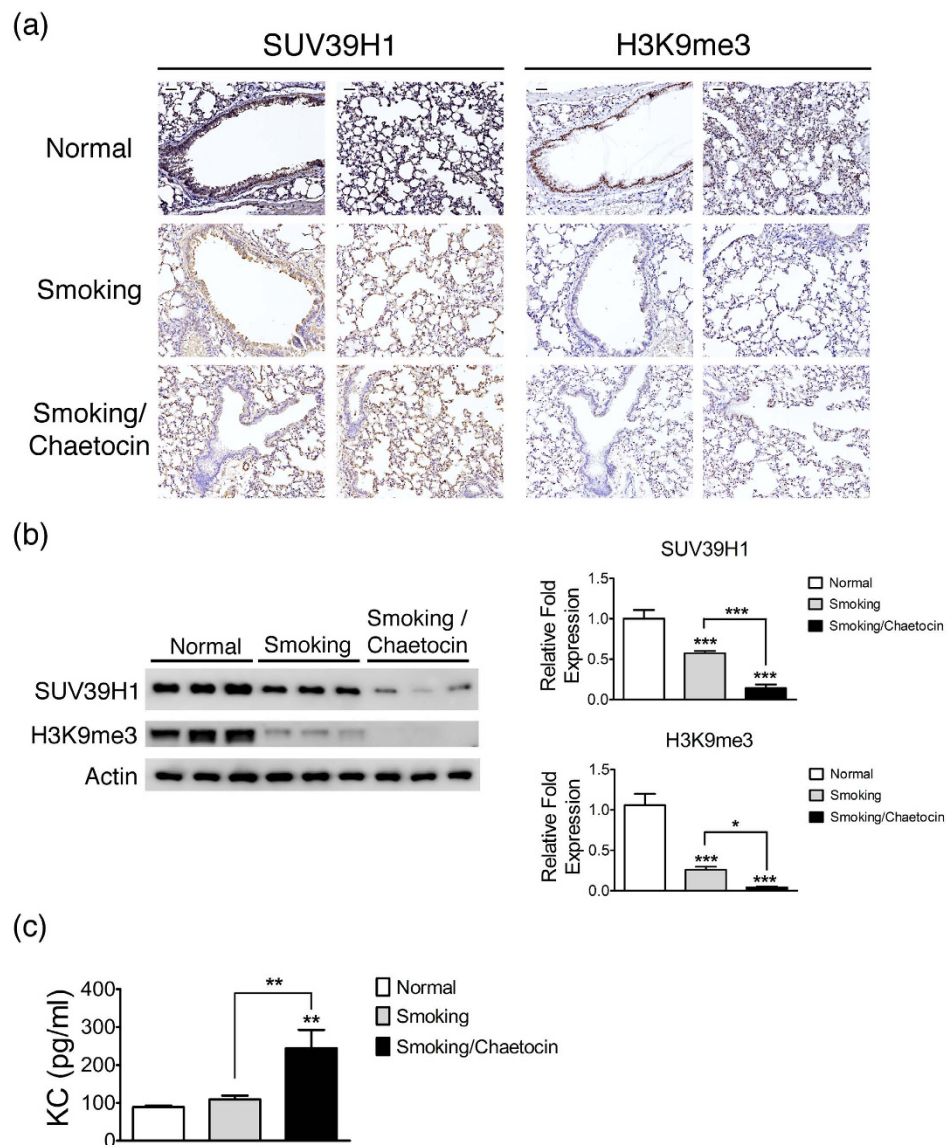 (a)
SUV39H1 H3K9me3
Normal
Smoking
Smoking/
Chaetocin
(b)
Normal Smoking Smoking /
Chaetocin
SUV39H1
H3K9me3
Actin
SUV39H1
Relative Fold
Expression
1.5
1.0
0.5
0.0
***
***
***
Normal
Smoking
Smoking/Chaetocin
H3K9me3
Relative Fold
Expression
1.5
1.0
0.5
0.0
***
*
***
Normal
Smoking
Smoking/Chaetocin
(c)
KC (pg/ml)
400
300
200
100
0
**
**
Normal
Smoking
Smoking/Chaetocin